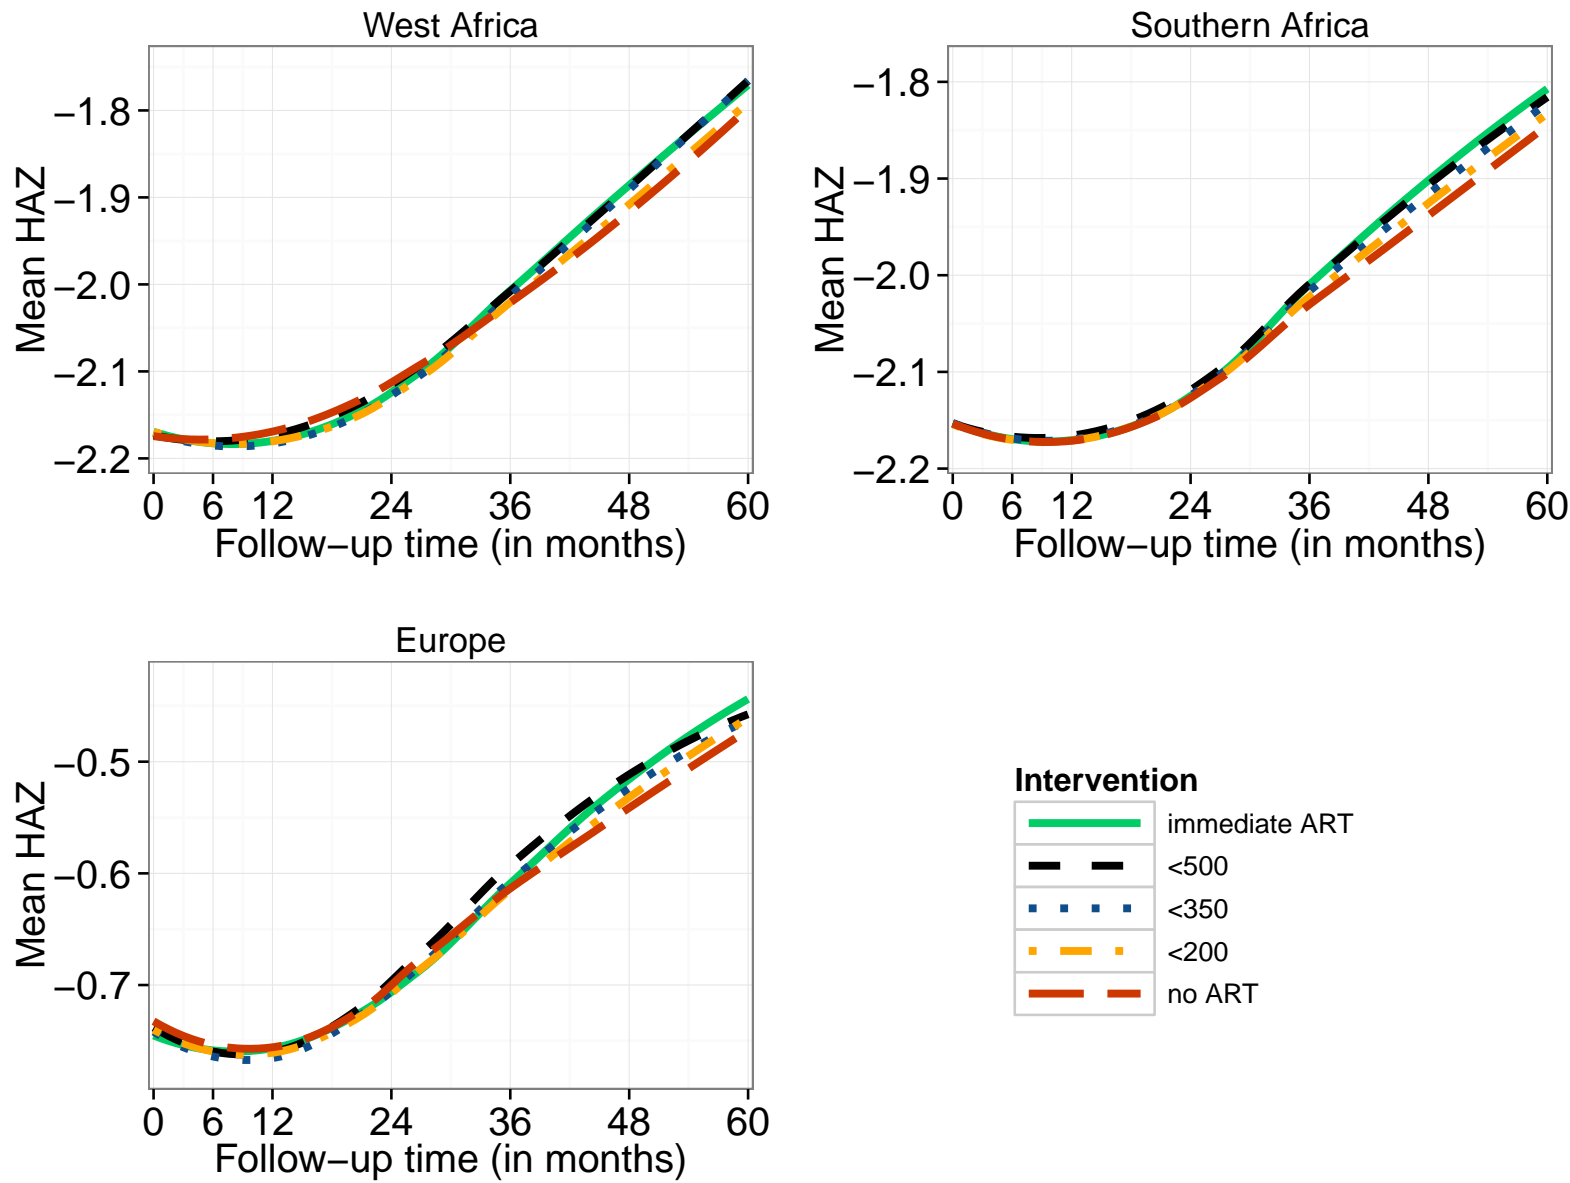 West Africa
Mean HAZ
−1.8
−1.9
−2.0
−2.1
−2.2
0 6 12 24 36 48 60
Follow−up time (in months)
Southern Africa
Mean HAZ
−1.8
−1.9
−2.0
−2.1
−2.2
0 6 12 24 36 48 60
Follow−up time (in months)
Europe
Mean HAZ
−0.5
−0.6
−0.7
0 6 12 24 36 48 60
Follow−up time (in months)
Intervention
immediate ART
<500
<350
<200
no ART